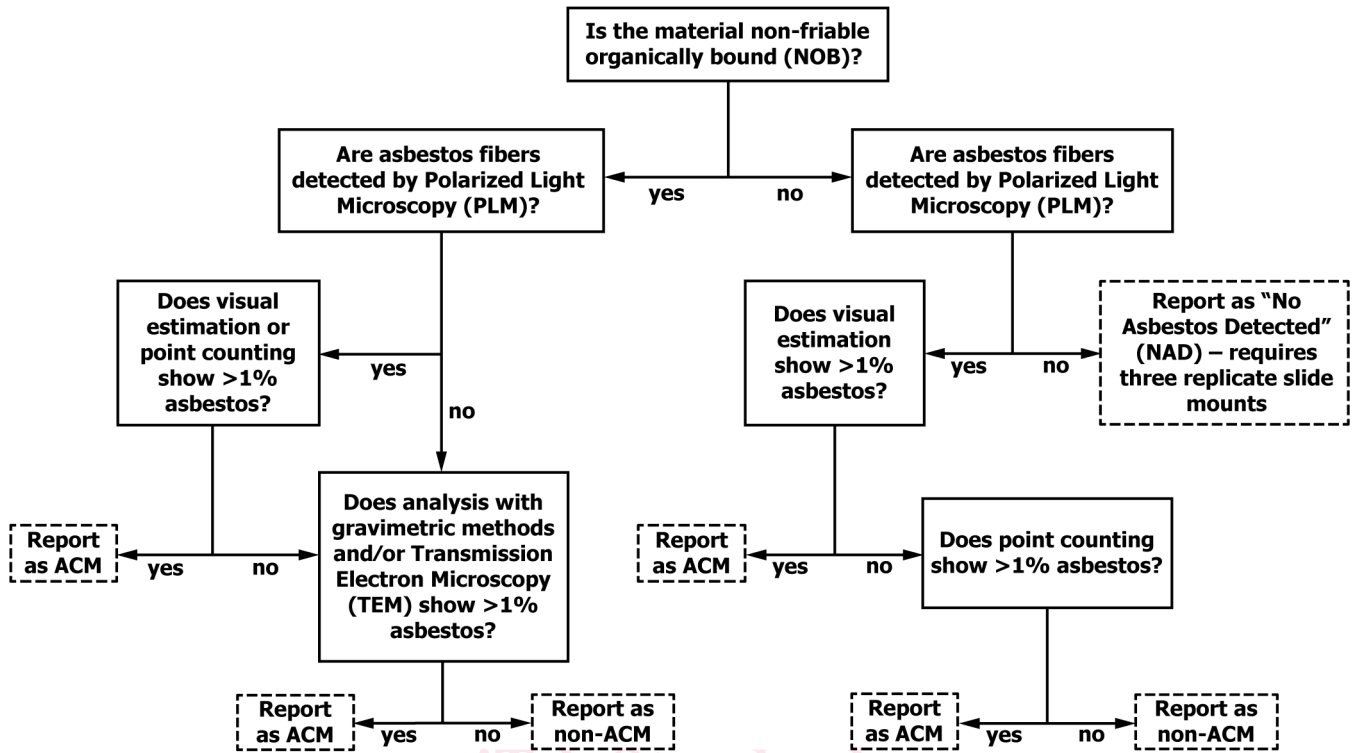 Is the material non-friable
organically bound (NOB)?
Are asbestos fibers
detected by Polarized Light
Microscopy (PLM)?
yes
no
Are asbestos fibers
detected by Polarized Light
Microscopy (PLM)?
Does visual
estimation or
point counting
show >1%
asbestos?
yes
no
Does visual
estimation
show >1%
asbestos?
yes
no
Report as “No
Asbestos Detected”
(NAD) – requires
three replicate slide
mounts
Report
as ACM
yes
no
Does analysis with
gravimetric methods
and/or Transmission
Electron Microscopy
(TEM) show >1%
asbestos?
Report
as ACM
yes
no
Does point counting
show >1% asbestos?
Report
as ACM
yes
no
Report as
non-ACM
Report
as ACM
yes
no
Report as
non-ACM